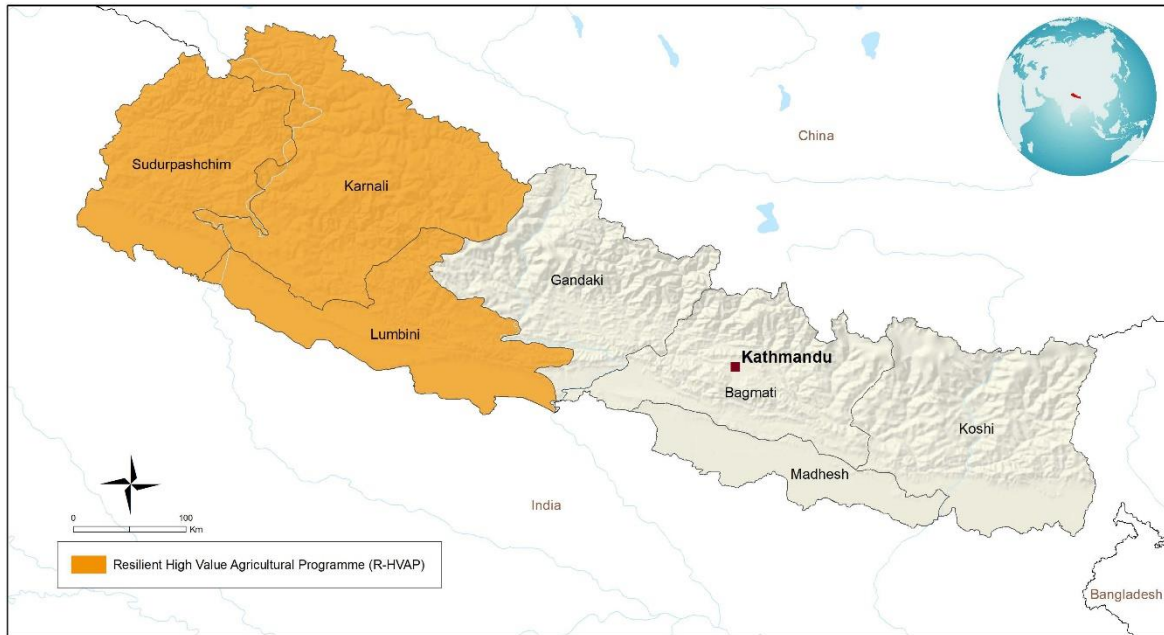 China
Sudurpashchim
Karnali
Gandaki
Lumbini
Kathmandu
Bagmati
Koshi
Madhesh
India
0 100
Km
Resilient High Value Agricultural Programme (R-HVAP)
Bangladesh